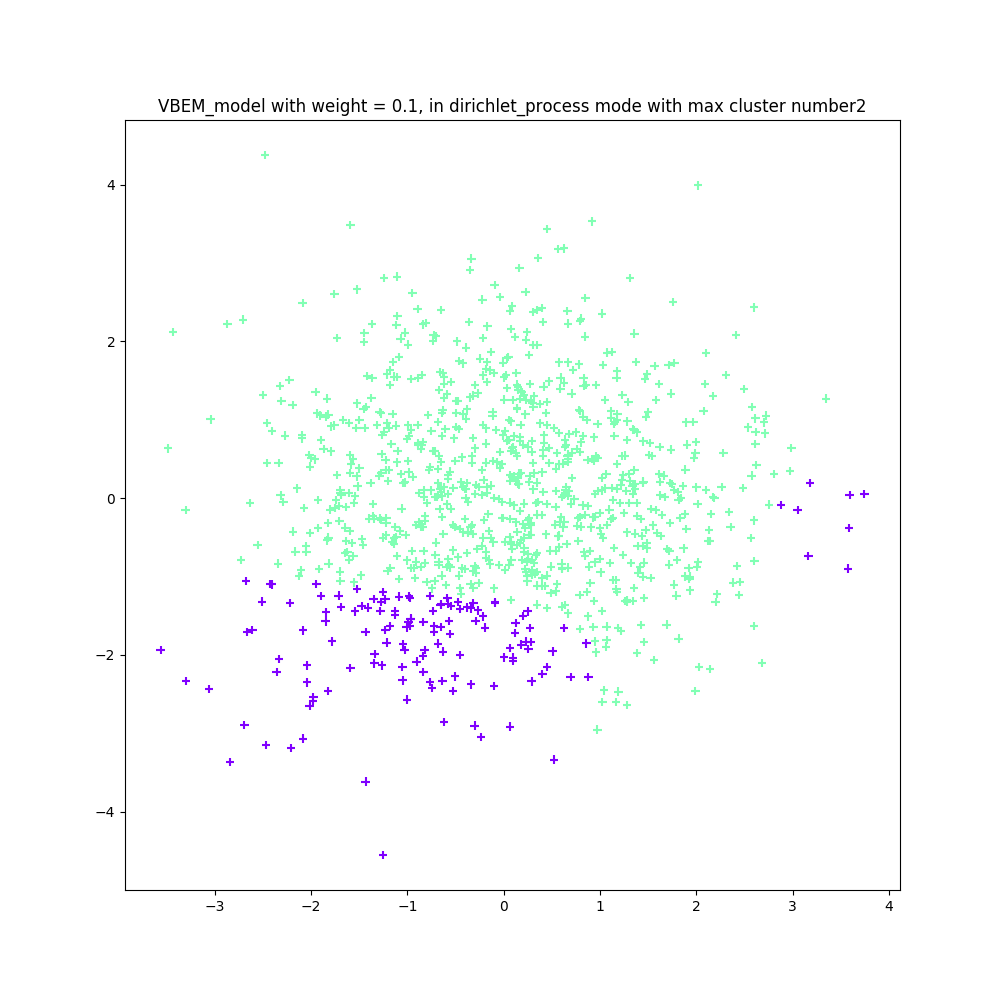 VBEM_model with weight = 0.1, in dirichlet_process mode with max cluster number2
4
2
0
−2
−4
−3 −2 −1 0 1 2 3 4